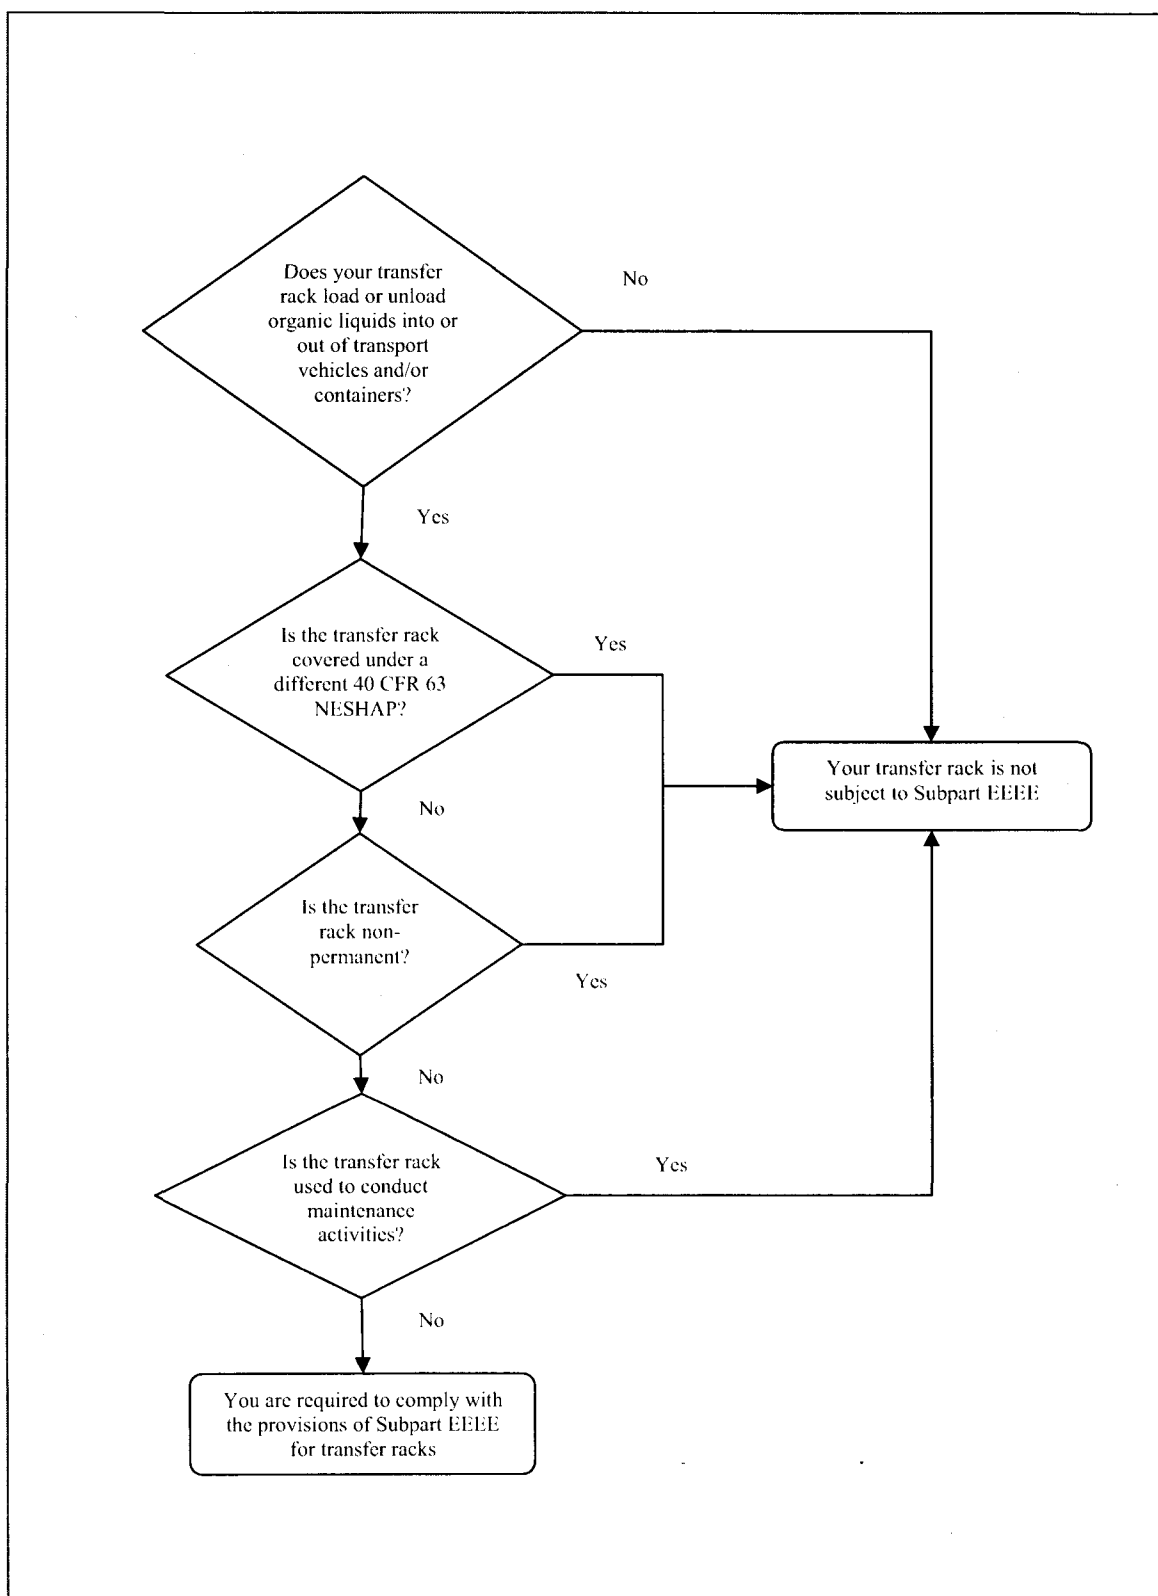 Does your transfer
rack load or unload
organic liquids into or
out of transport
vehicles and/or
containers?
No
Yes
Is the transfer rack
covered under a
different 40 CFR 63
NESHAP?
Yes
No
Your transfer rack is not
subject to Subpart EEEE
Is the transfer
rack non-
permanent?
Yes
No
Is the transfer rack
used to conduct
maintenance
activities?
Yes
No
You are required to comply with
the provisions of Subpart EEEE
for transfer racks